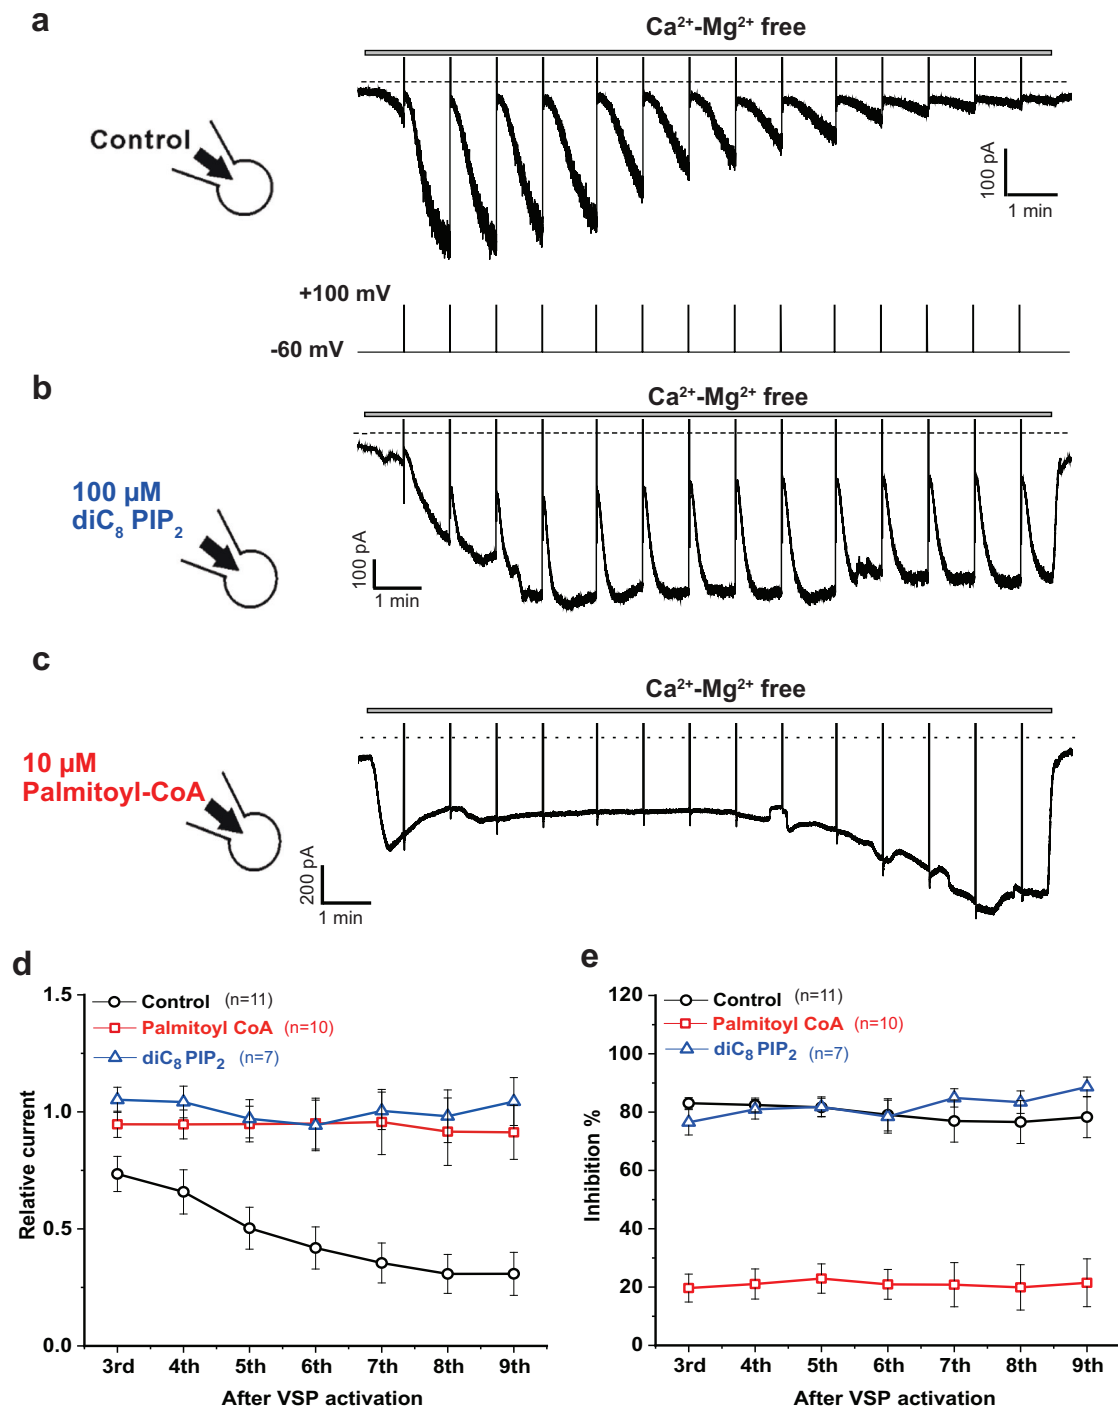 a
Ca²⁺-Mg²⁺ free
Control
100 pA
1 min
+100 mV
-60 mV
b
Ca²⁺-Mg²⁺ free
100 µM
diC₈ PIP₂
100 pA
1 min
c
Ca²⁺-Mg²⁺ free
10 µM
Palmitoyl-CoA
200 pA
1 min
d
1.5
1.0
0.5
0.0
Relative current
Control (n=11)
Palmitoyl CoA (n=10)
diC₈ PIP₂ (n=7)
3rd 4th 5th 6th 7th 8th 9th
After VSP activation
e
120
100
80
60
40
20
0
Inhibition %
Control (n=11)
Palmitoyl CoA (n=10)
diC₈ PIP₂ (n=7)
3rd 4th 5th 6th 7th 8th 9th
After VSP activation